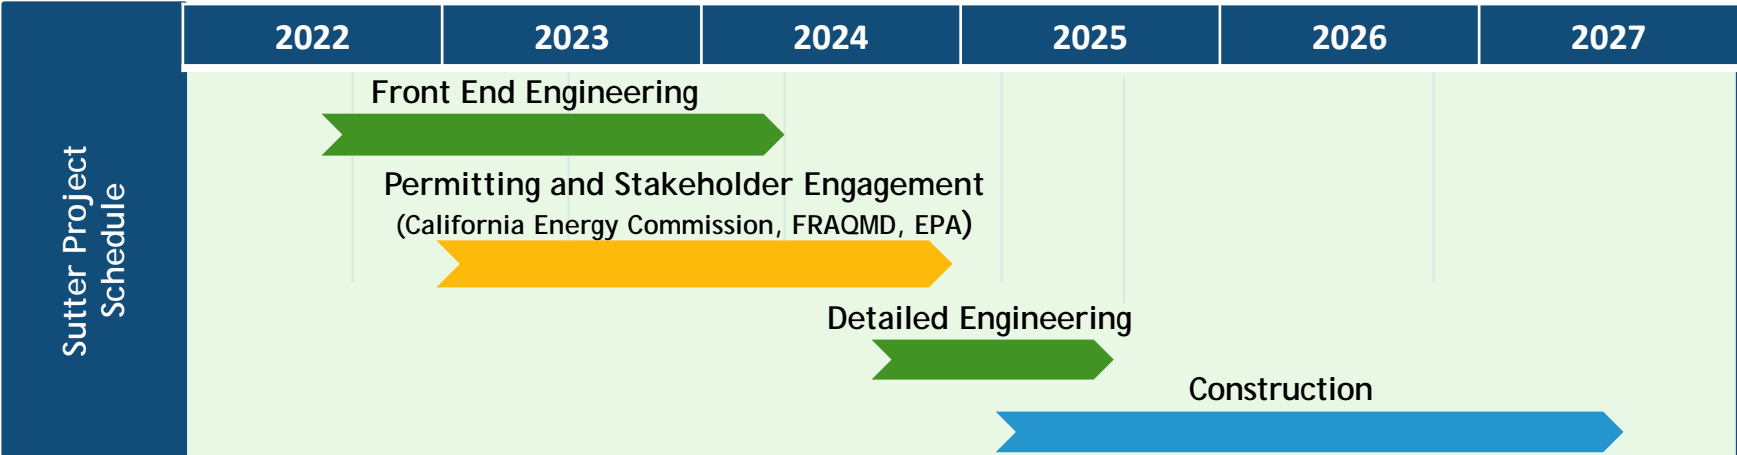 2022 2023 2024 2025 2026 2027
Sutter Project
Schedule
Front End Engineering
Permitting and Stakeholder Engagement
(California Energy Commission, FRAQMD, EPA)
Detailed Engineering
Construction